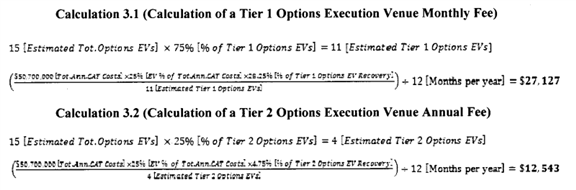 Calculation 3.1 (Calculation of a Tier 1 Options Execution Venue Monthly Fee)
15 [Estimated Tot.Options EVs] × 75% [% of Tier 1 Options EVs] = 11 [Estimated Tier 1 Options EVs]
($50.700.000 [Tot.Ann.CAT Costs] ×25% [EV % of Tot.Ann.CAT Costs] ×28.25% [% of Tier 1 Options EV Recovery]
11 [Estimated Tier 1 Options EVs]) ÷ 12 [Months per year] = $27.127
Calculation 3.2 (Calculation of a Tier 2 Options Execution Venue Annual Fee)
15 [Estimated Tot.Options EVs] × 25% [% of Tier 2 Options EVs] = 4 [Estimated Tier 2 Options EVs]
($50.700.000 [Tot.Ann.CAT Costs] ×25% [EV % of Tot.Ann.CAT Costs] ×4.75% [% of Tier 2 Options EV Recovery]
4 [Estimated Tier 2 Options EVs]) ÷ 12 [Months per year] = $12.543